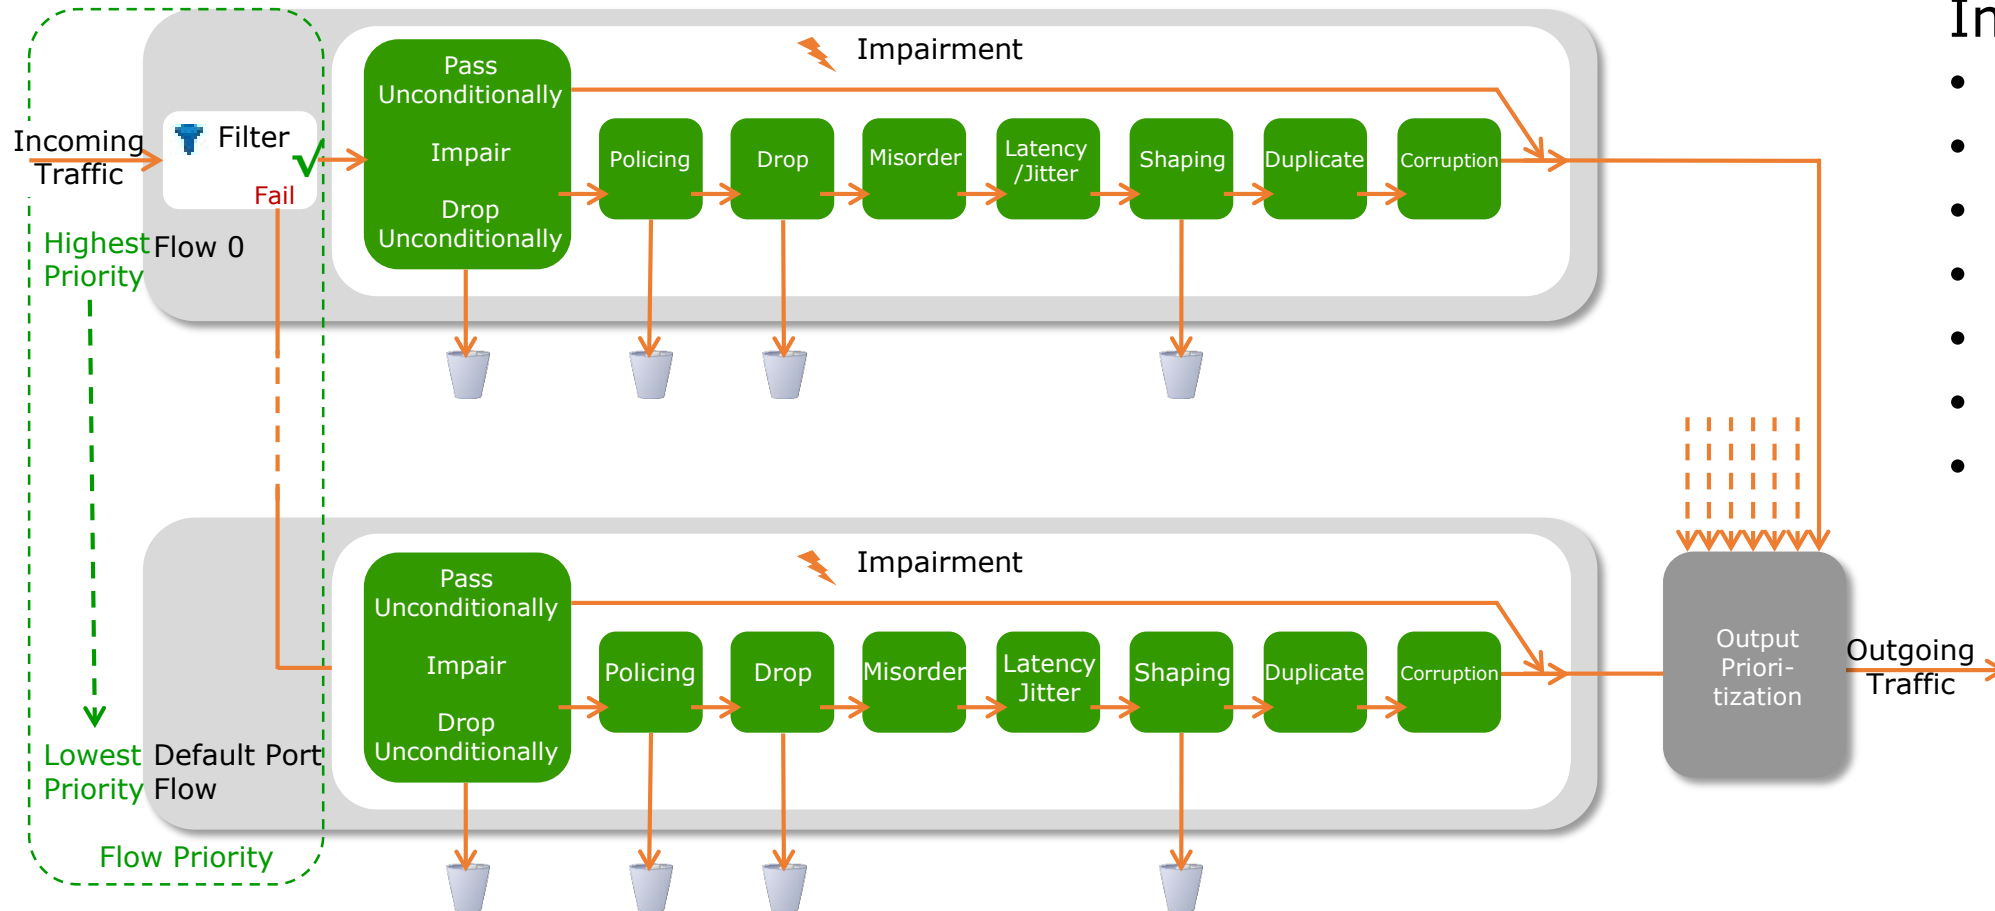 In
•
•
•
•
•
•
•
Impairment
Pass
Unconditionally
Impair
Drop
Unconditionally
Incoming
Traffic
Filter
√
Fail
Policing
Drop
Misorder
Latency
/Jitter
Shaping
Duplicate
Corruption
Highest
Priority
Flow 0
Impairment
Pass
Unconditionally
Impair
Drop
Unconditionally
Policing
Drop
Misorder
Latency
Jitter
Shaping
Duplicate
Corruption
Output
Priori-
tization
Outgoing
Traffic
Lowest
Priority
Default Port
Flow
Flow Priority